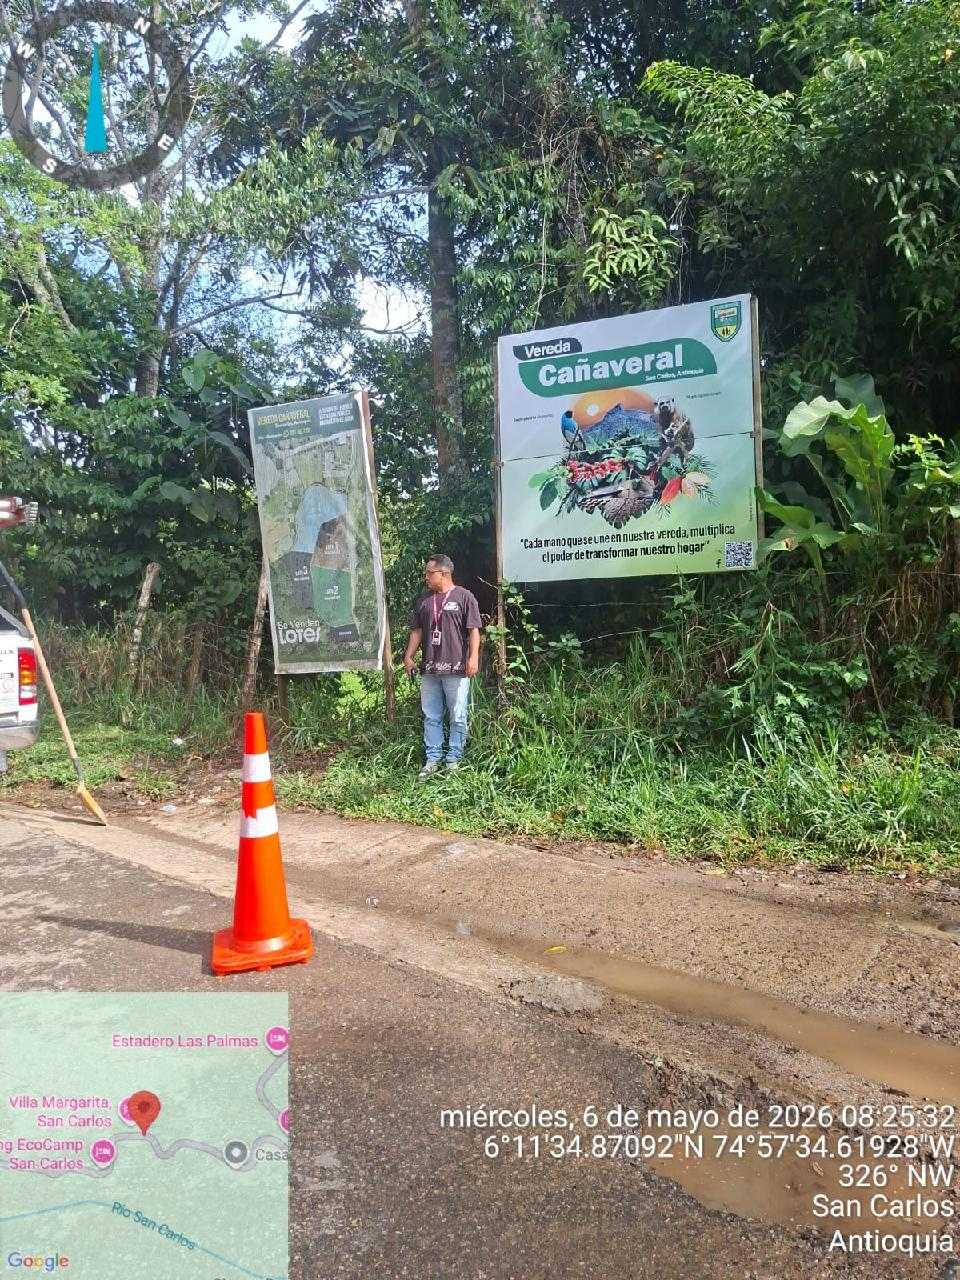 N
W
E
S
Vereda
Cañaveral
San Carlos, Antioquia
"Cada mano que se une en nuestra vereda, multiplica
el poder de transformar nuestro hogar"
VEREDA CAÑAVERAL
Se Venden
LOTES
Estadero Las Palmas
Villa Margarita,
San Carlos
ng EcoCamp
San Carlos
Casa
Río San Carlos
Google
miércoles, 6 de mayo de 2026 08:25:32
6°11'34.87092"N 74°57'34.61928"W
326° NW
San Carlos
Antioquia